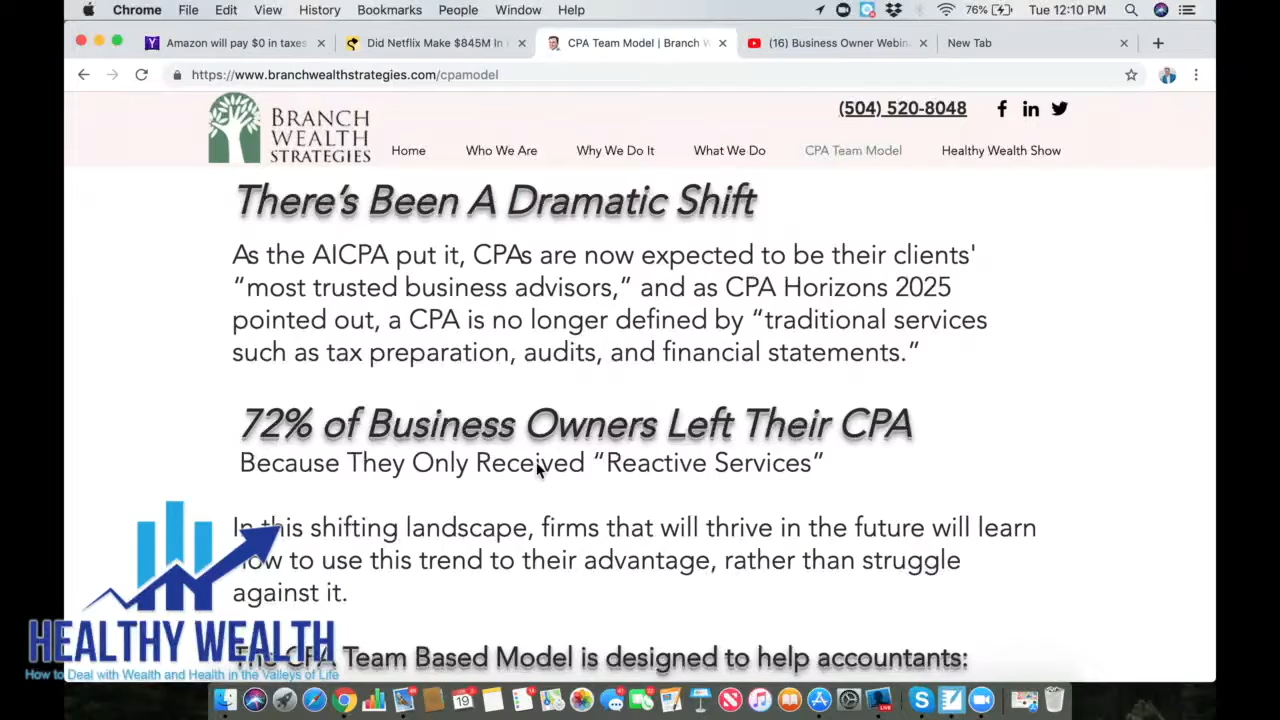 Chrome File Edit View History Bookmarks People Window Help 76% Tue 12:10 PM
Amazon will pay $0 in taxes
Did Netflix Make $845M In
CPA Team Model | Branch W
(16) Business Owner Webin
New Tab
https://www.branchwealthstrategies.com/cpamodel
BRANCH
WEALTH
STRATEGIES
(504) 520-8048
Home Who We Are Why We Do It What We Do CPA Team Model Healthy Wealth Show
There's Been A Dramatic Shift
As the AICPA put it, CPAs are now expected to be their clients'
“most trusted business advisors,” and as CPA Horizons 2025
pointed out, a CPA is no longer defined by “traditional services
such as tax preparation, audits, and financial statements.”
72% of Business Owners Left Their CPA
Because They Only Received “Reactive Services”
In this shifting landscape, firms that will thrive in the future will learn
how to use this trend to their advantage, rather than struggle
against it.
The CPA Team Based Model is designed to help accountants:
HEALTHY WEALTH
How to Deal with Wealth and Health in the Valleys of Life
19